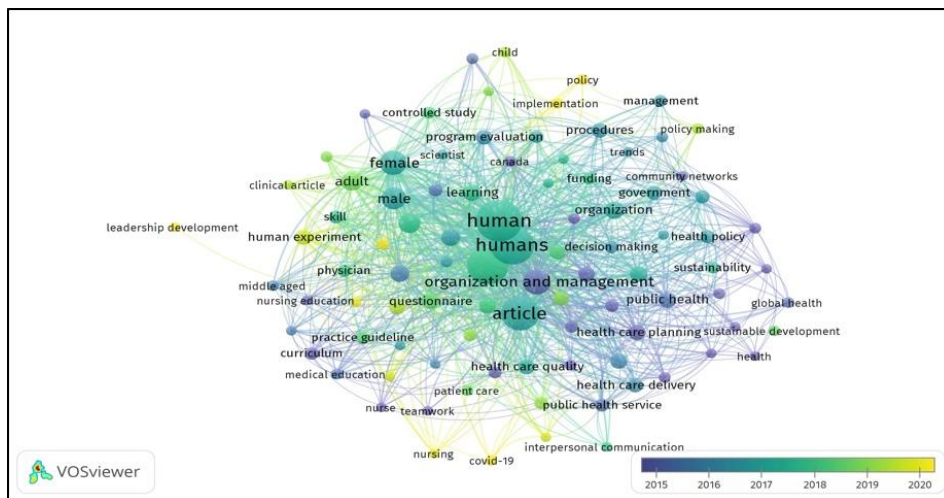 child
policy
implementation
management
controlled study
program evaluation
procedures
policy making
scientist
trends
female
canada
community networks
clinical article
adult
learning
funding
government
male
skill
human
organization
leadership development
human experiment
humans
decision making
health policy
physician
sustainability
middle aged
organization and management
nursing education
questionnaire
public health
global health
article
practice guideline
health care planning
sustainable development
curriculum
health
medical education
health care quality
health care delivery
patient care
nurse
teamwork
public health service
interpersonal communication
nursing
covid-19
VOSviewer
2015 2016 2017 2018 2019 2020